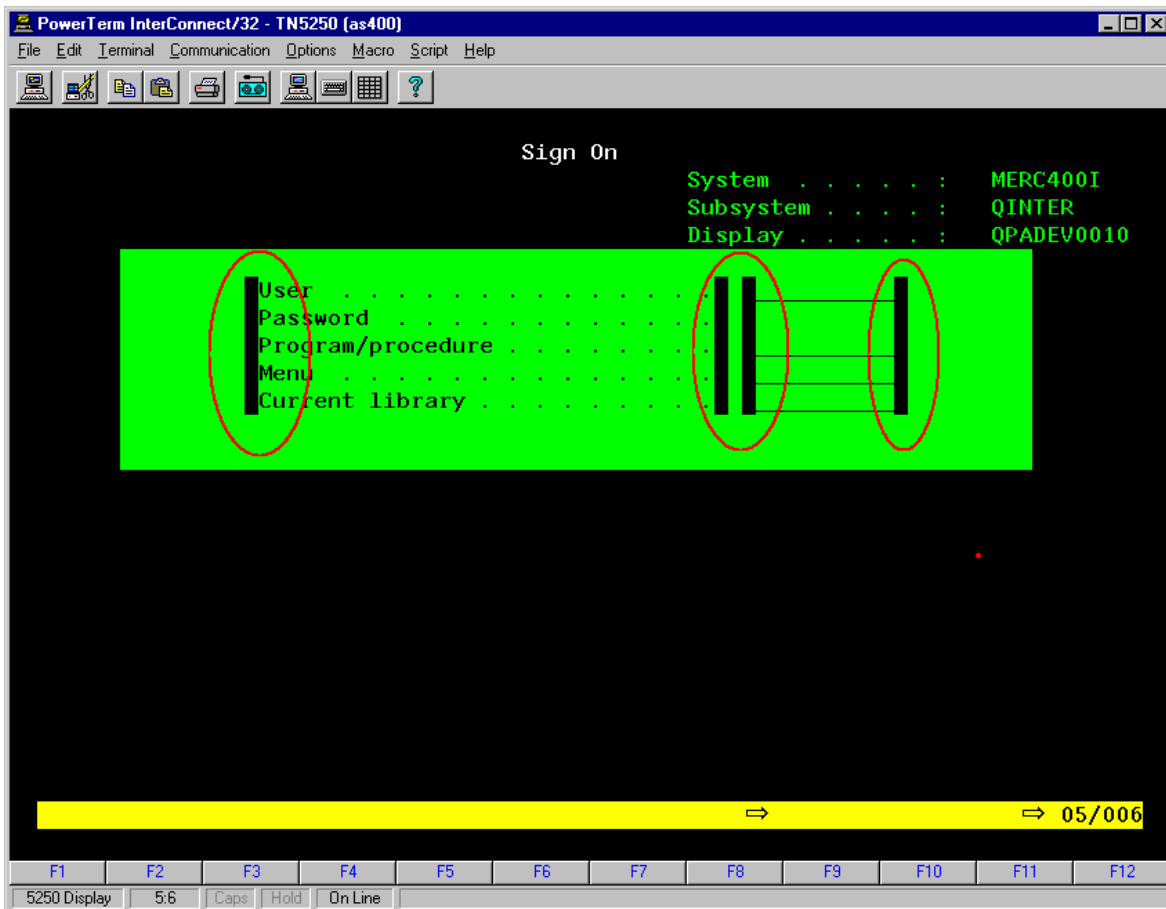 PowerTerm InterConnect/32 - TN5250 (as400)
File Edit Terminal Communication Options Macro Script Help
Sign On
System . . . . . : MERC400I
Subsystem . . . . : QINTER
Display . . . . . : QPADEV0010
User . . . . . . . . . . . . . .
Password . . . . . . . . . . . .
Program/procedure . . . . . . . .
Menu . . . . . . . . . . . . . .
Current library . . . . . . . . .
⇨ ⇨ 05/006
F1 F2 F3 F4 F5 F6 F7 F8 F9 F10 F11 F12
5250 Display 5:6 Caps Hold On Line